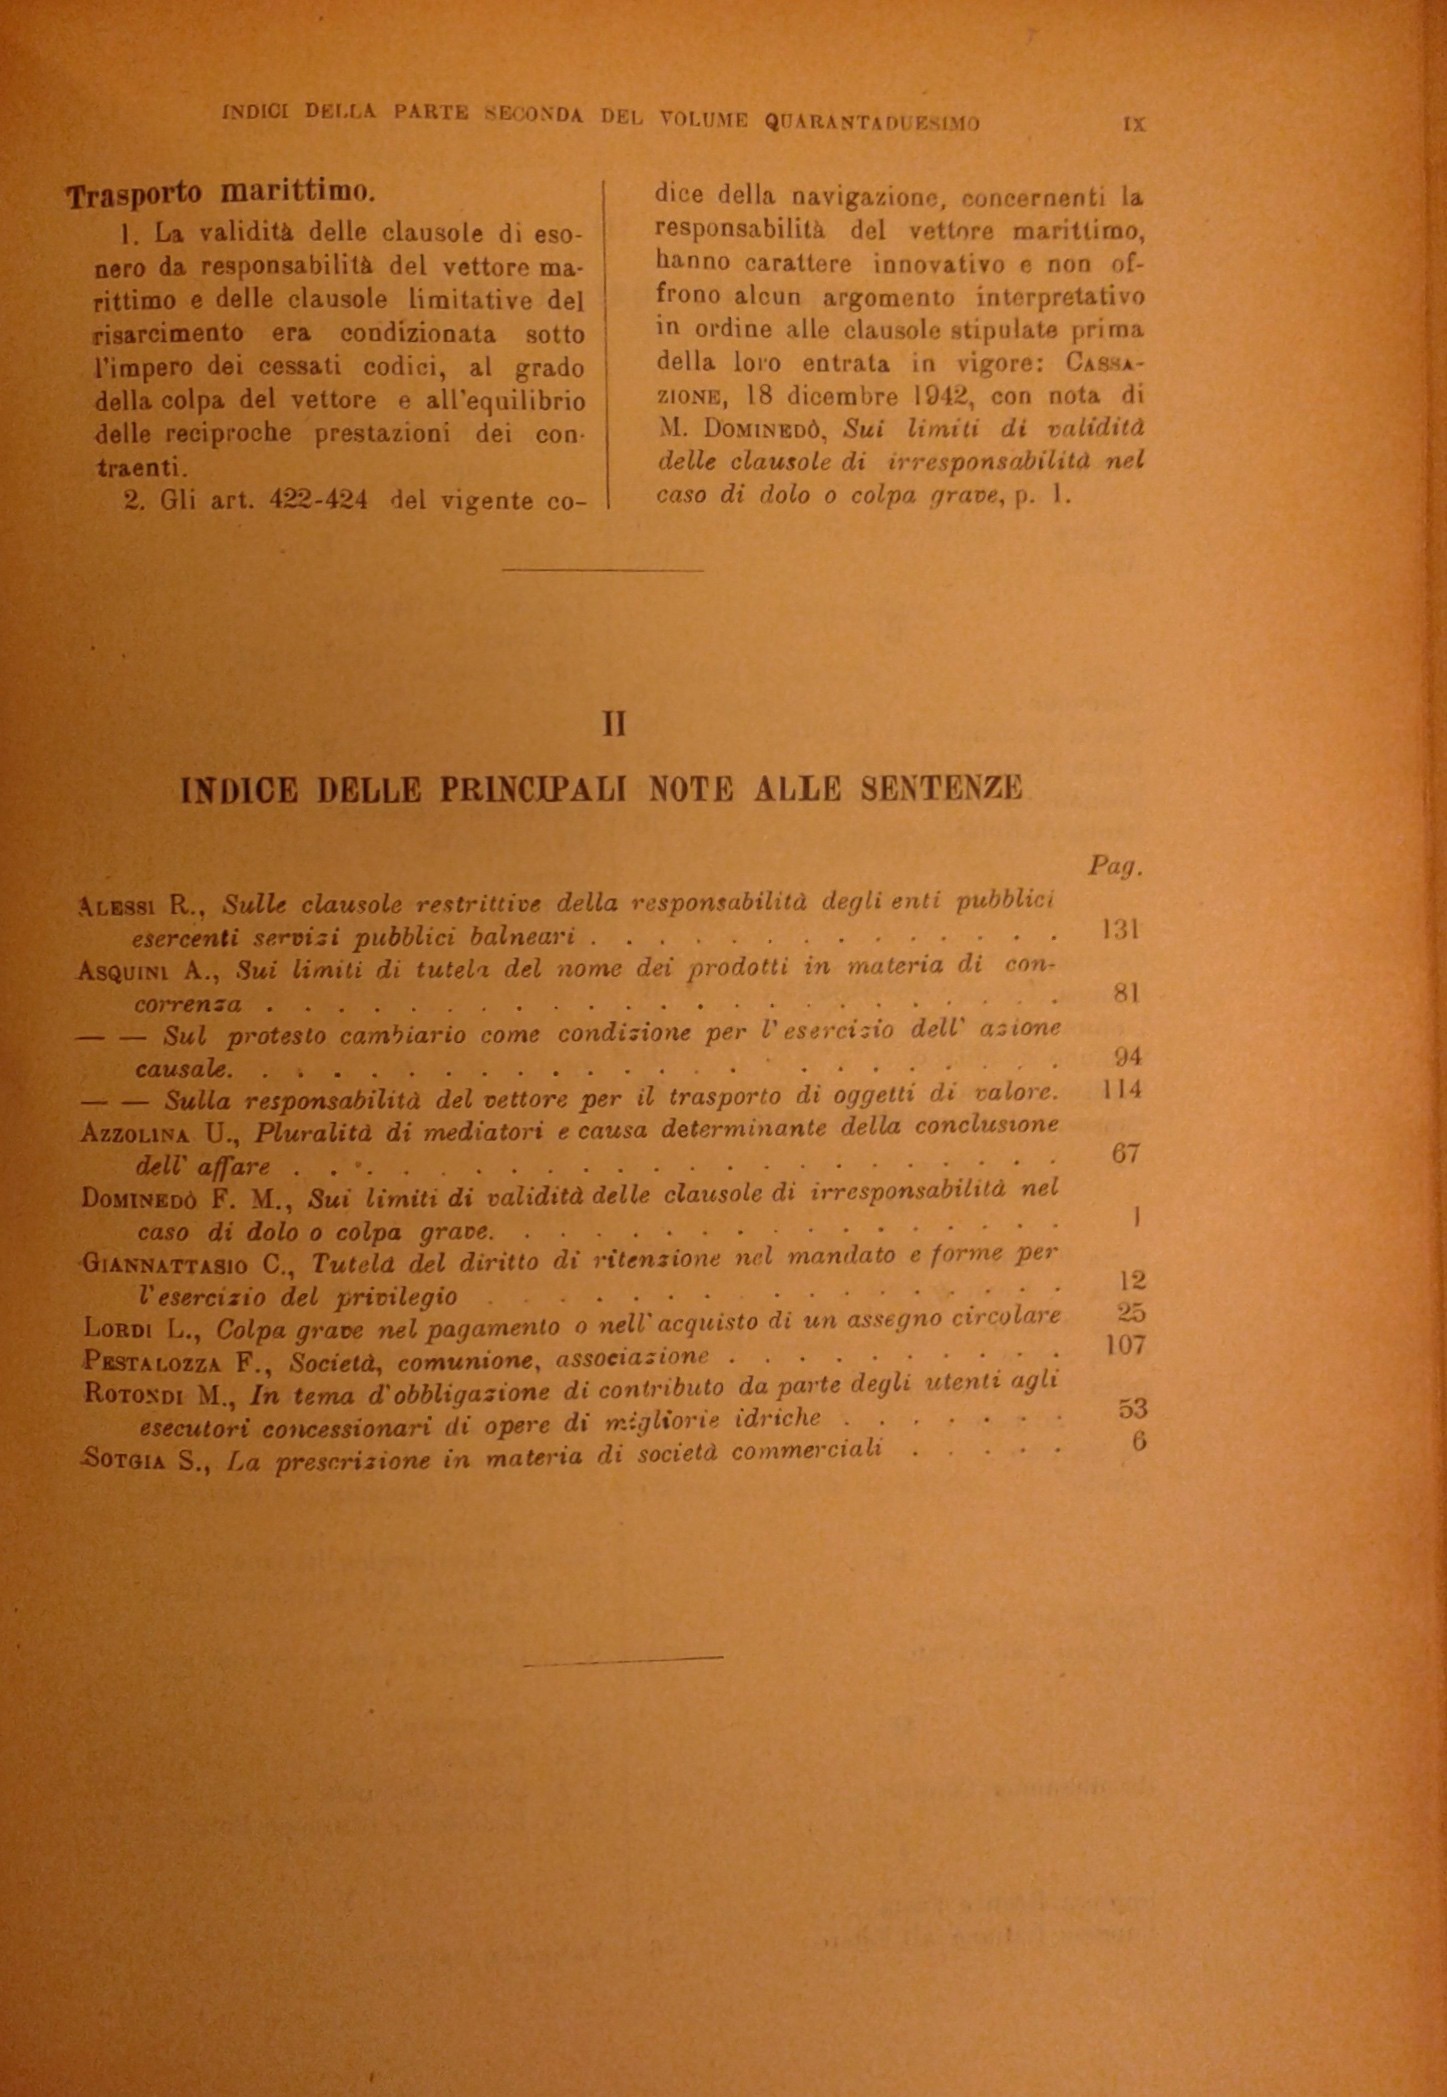 INDICI DELLA PARTE SECONDA DEL VOLUME QUARANTADUESIMO IX
Trasporto marittimo.
1. La validità delle clausole di eso-
nero da responsabilità del vettore ma-
rittimo e delle clausole limitative del
risarcimento era condizionata sotto
l'impero dei cessati codici, al grado
della colpa del vettore e all'equilibrio
delle reciproche prestazioni dei con-
traenti.
2. Gli art. 422-424 del vigente co-
dice della navigazione, concernenti la
responsabilità del vettore marittimo,
hanno carattere innovativo e non of-
frono alcun argomento interpretativo
in ordine alle clausole stipulate prima
della loro entrata in vigore: CASSA-
ZIONE, 18 dicembre 1942, con nota di
M. DOMINEDÒ, Sui limiti di validità
delle clausole di irresponsabilità nel
caso di dolo o colpa grave, p. 1.
II
INDICE DELLE PRINCIPALI NOTE ALLE SENTENZE
Pag.
ALESSI R., Sulle clausole restrittive della responsabilità degli enti pubblici
esercenti servizi pubblici balneari . . . . . . . . . . . . . . 131
ASQUINI A., Sui limiti di tutela del nome dei prodotti in materia di con-
correnza . . . . . . . . . . . . . . . . . . . . . . . 81
— — Sul protesto cambiario come condizione per l'esercizio dell'azione
causale. . . . . . . . . . . . . . . . . . . . . . . . 94
— — Sulla responsabilità del vettore per il trasporto di oggetti di valore. 114
AZZOLINA U., Pluralità di mediatori e causa determinante della conclusione
dell'affare . . . . . . . . . . . . . . . . . . . . . . 67
DOMINEDÒ F. M., Sui limiti di validità delle clausole di irresponsabilità nel
caso di dolo o colpa grave. . . . . . . . . . . . . . . . . 1
GIANNATTASIO C., Tutela del diritto di ritenzione nel mandato e forme per
l'esercizio del privilegio . . . . . . . . . . . . . . . . 12
LORDI L., Colpa grave nel pagamento o nell'acquisto di un assegno circolare 25
PESTALOZZA F., Società, comunione, associazione . . . . . . . . . . 107
ROTONDI M., In tema d'obbligazione di contributo da parte degli utenti agli
esecutori concessionari di opere di migliorie idriche . . . . . . . 53
SOTGIA S., La prescrizione in materia di società commerciali . . . . . 6